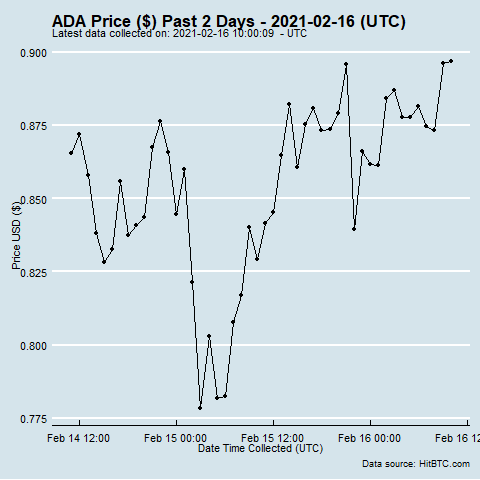 ADA Price ($) Past 2 Days - 2021-02-16 (UTC)
Latest data collected on: 2021-02-16 10:00:09  - UTC
0.900
0.875
0.850
0.825
0.800
0.775
Price USD ($)
Feb 14 12:00 Feb 15 00:00 Feb 15 12:00 Feb 16 00:00 Feb 16 12
Date Time Collected (UTC)
Data source: HitBTC.com